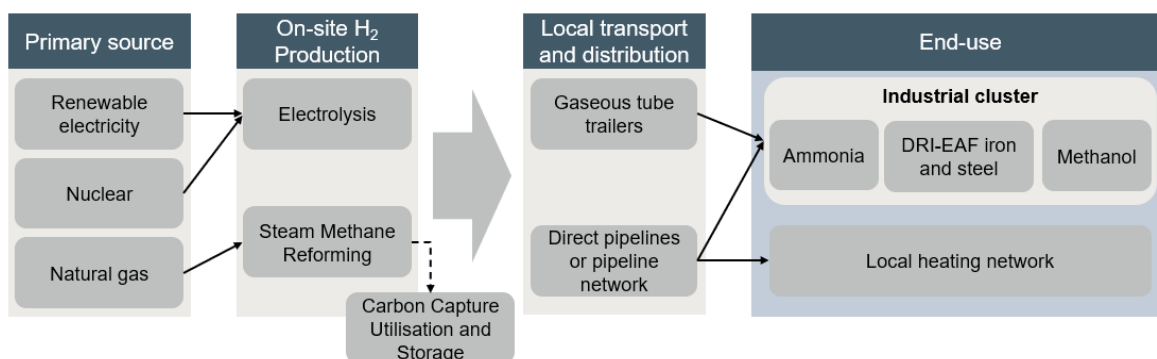 Primary source
On-site H₂
Production
Local transport
and distribution
End-use
Renewable
electricity
Nuclear
Natural gas
Electrolysis
Steam Methane
Reforming
Carbon Capture
Utilisation and
Storage
Gaseous tube
trailers
Direct pipelines
or pipeline
network
Industrial cluster
Ammonia
DRI-EAF iron
and steel
Methanol
Local heating network